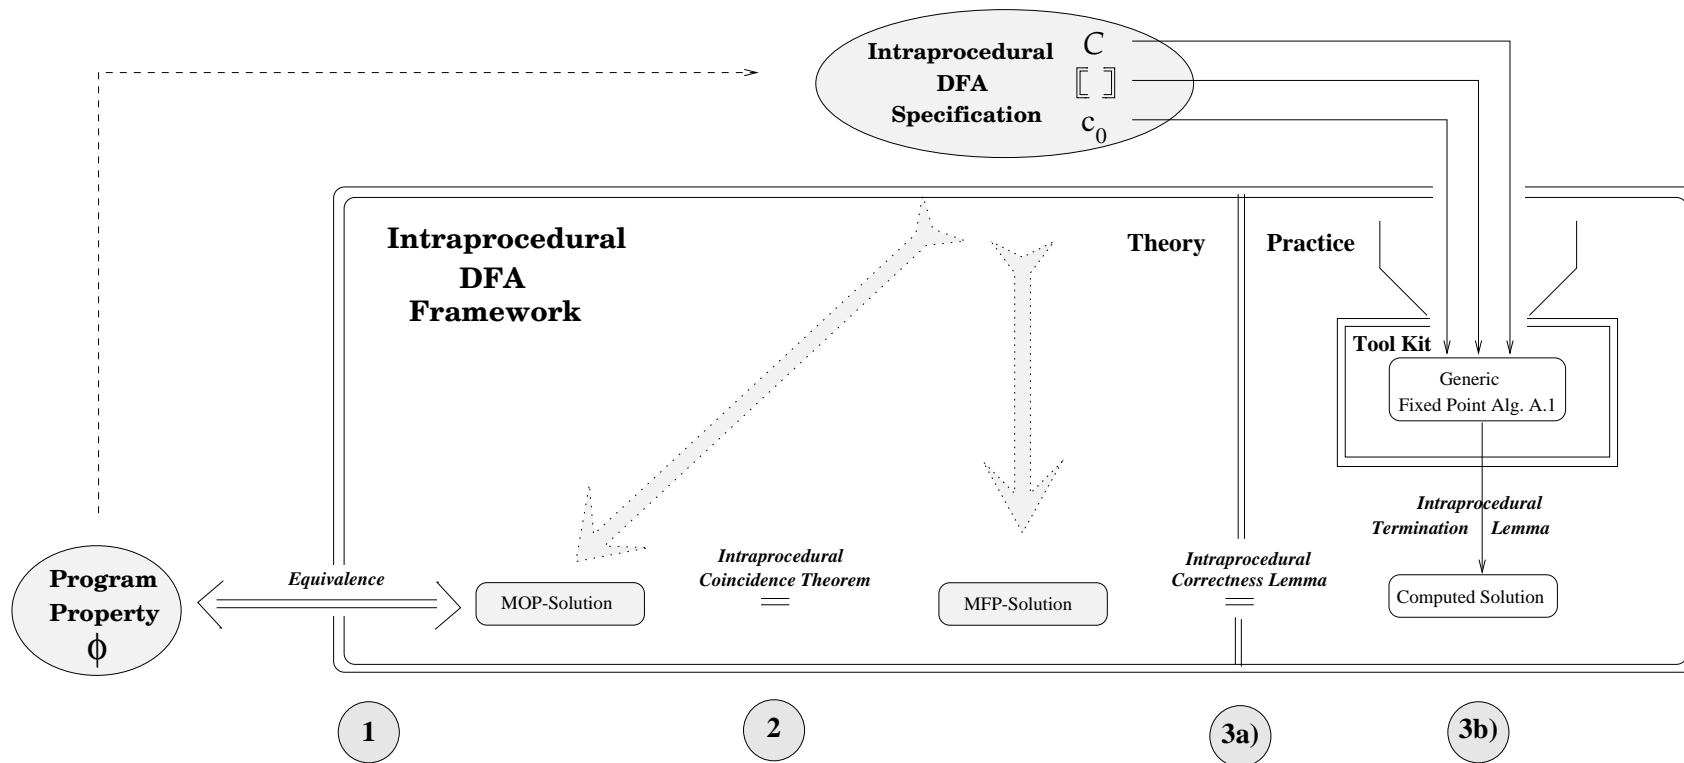 Intraprocedural
DFA
Specification
C
⟦ ⟧
c0
Intraprocedural
DFA
Framework
Theory
Practice
Tool Kit
Generic
Fixed Point Alg. A.1
Intraprocedural
Termination Lemma
Program
Property
ϕ
Equivalence
MOP-Solution
Intraprocedural
Coincidence Theorem
=
MFP-Solution
Intraprocedural
Correctness Lemma
=
Computed Solution
1
2
3a)
3b)